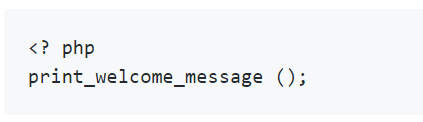 <? php
print_welcome_message ();